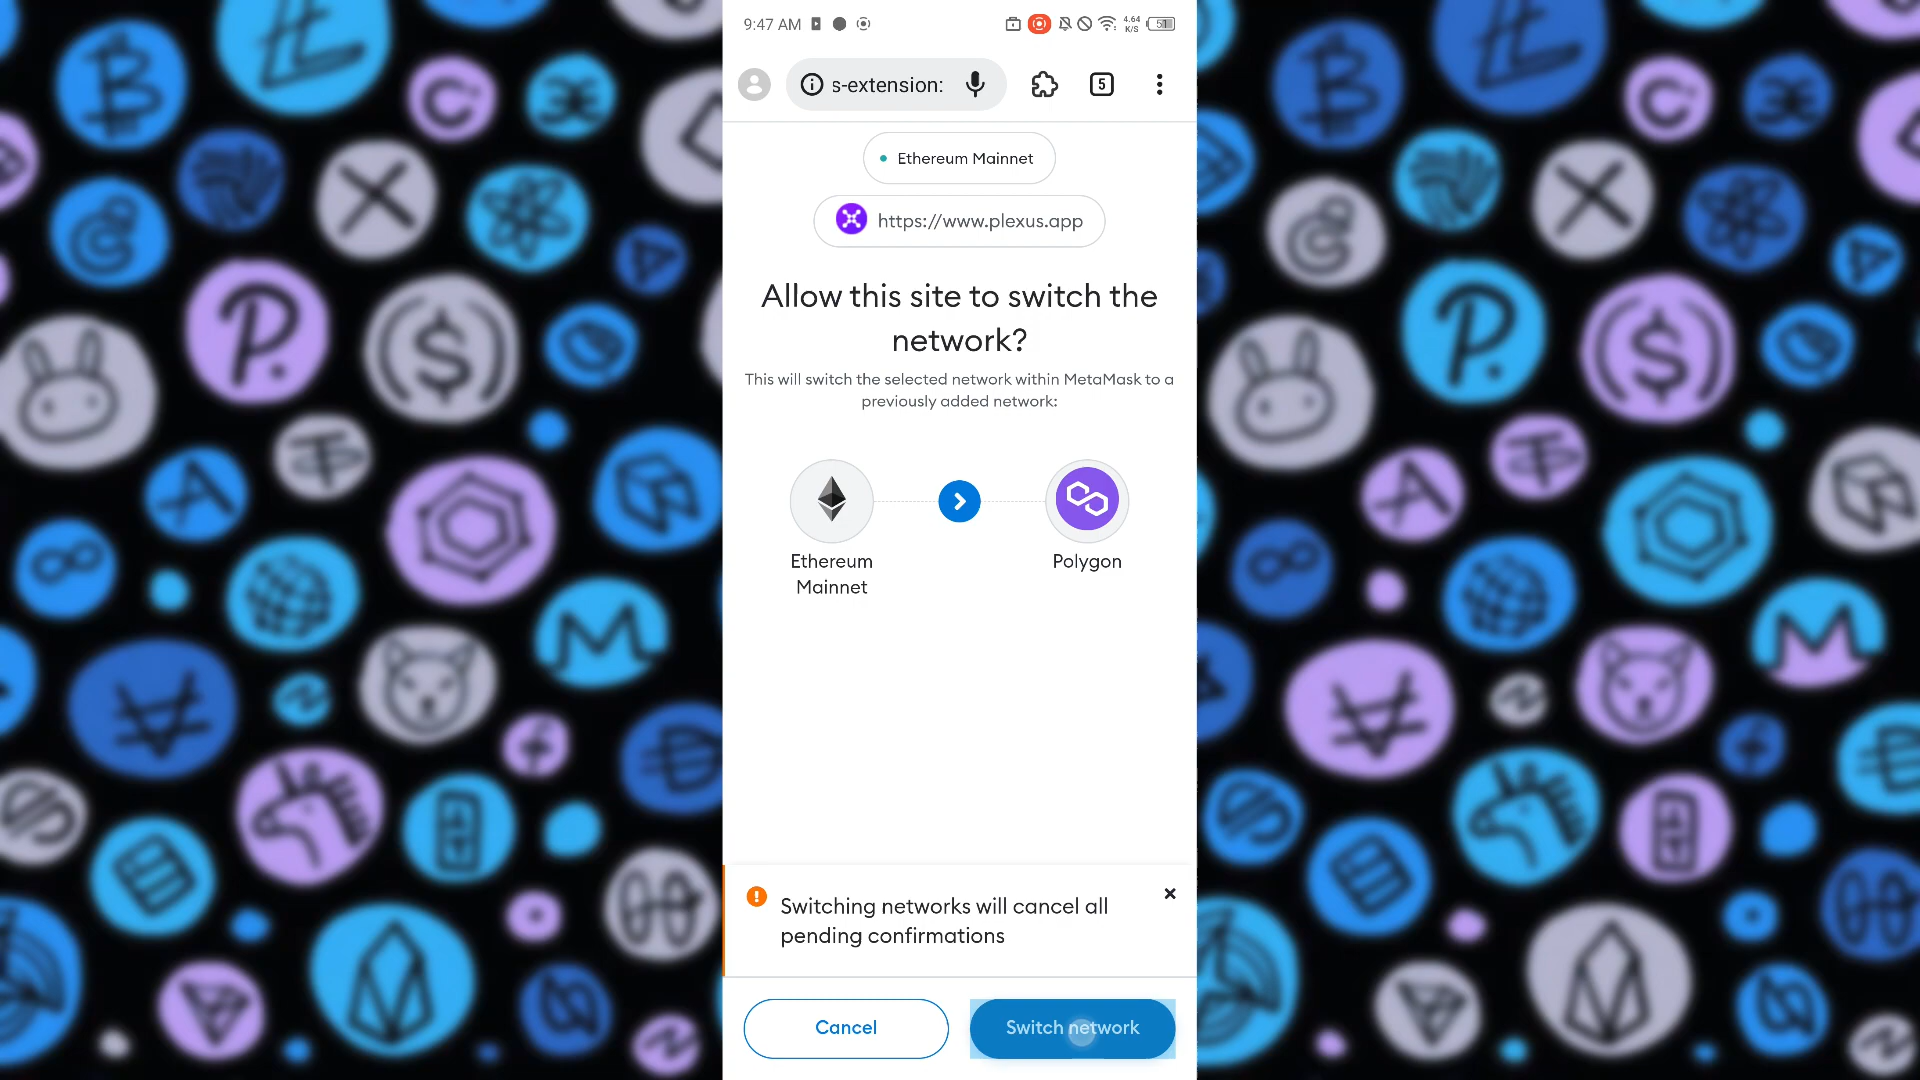 9:47 AM
4.64
K/S
51
s-extension:
5
Ethereum Mainnet
https://www.plexus.app
Allow this site to switch the
network?
This will switch the selected network within MetaMask to a
previously added network:
Ethereum
Mainnet
Polygon
Switching networks will cancel all
pending confirmations
Cancel
Switch network